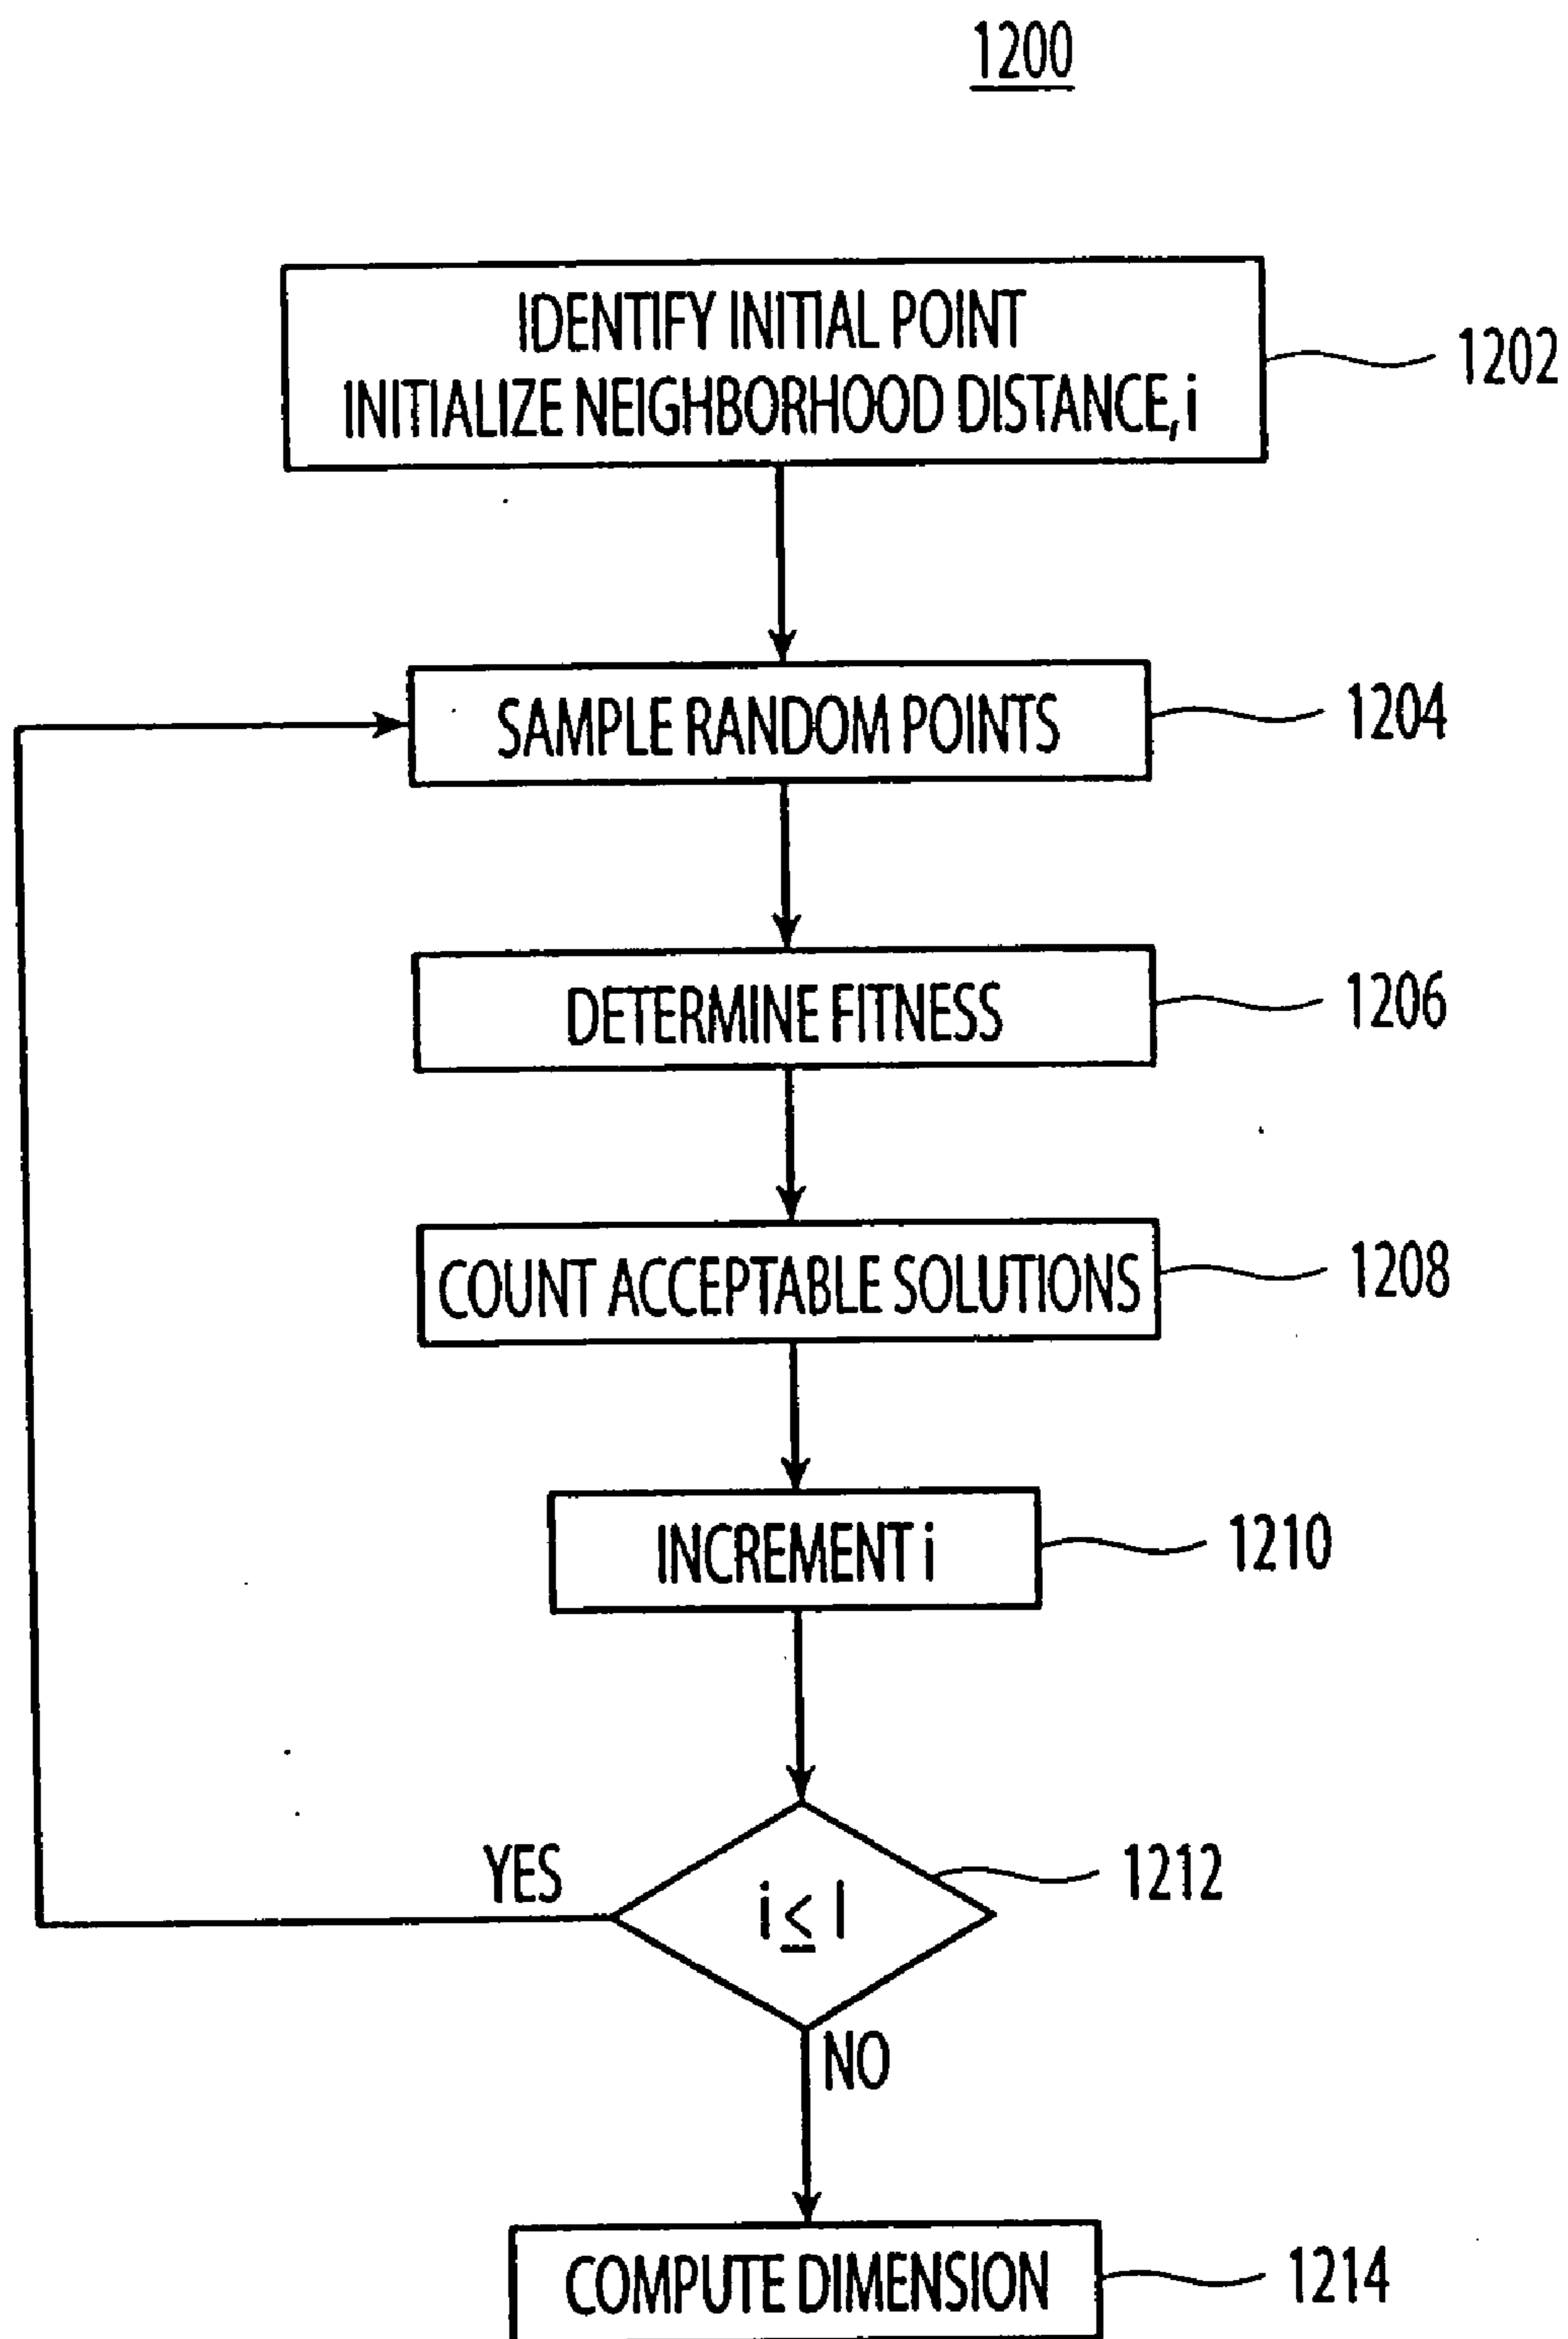 1200
IDENTIFY INITIAL POINT
INITIALIZE NEIGHBORHOOD DISTANCE, i
1202
SAMPLE RANDOM POINTS
1204
DETERMINE FITNESS
1206
COUNT ACCEPTABLE SOLUTIONS
1208
INCREMENT i
1210
YES
i ≤ I
1212
NO
COMPUTE DIMENSION
1214